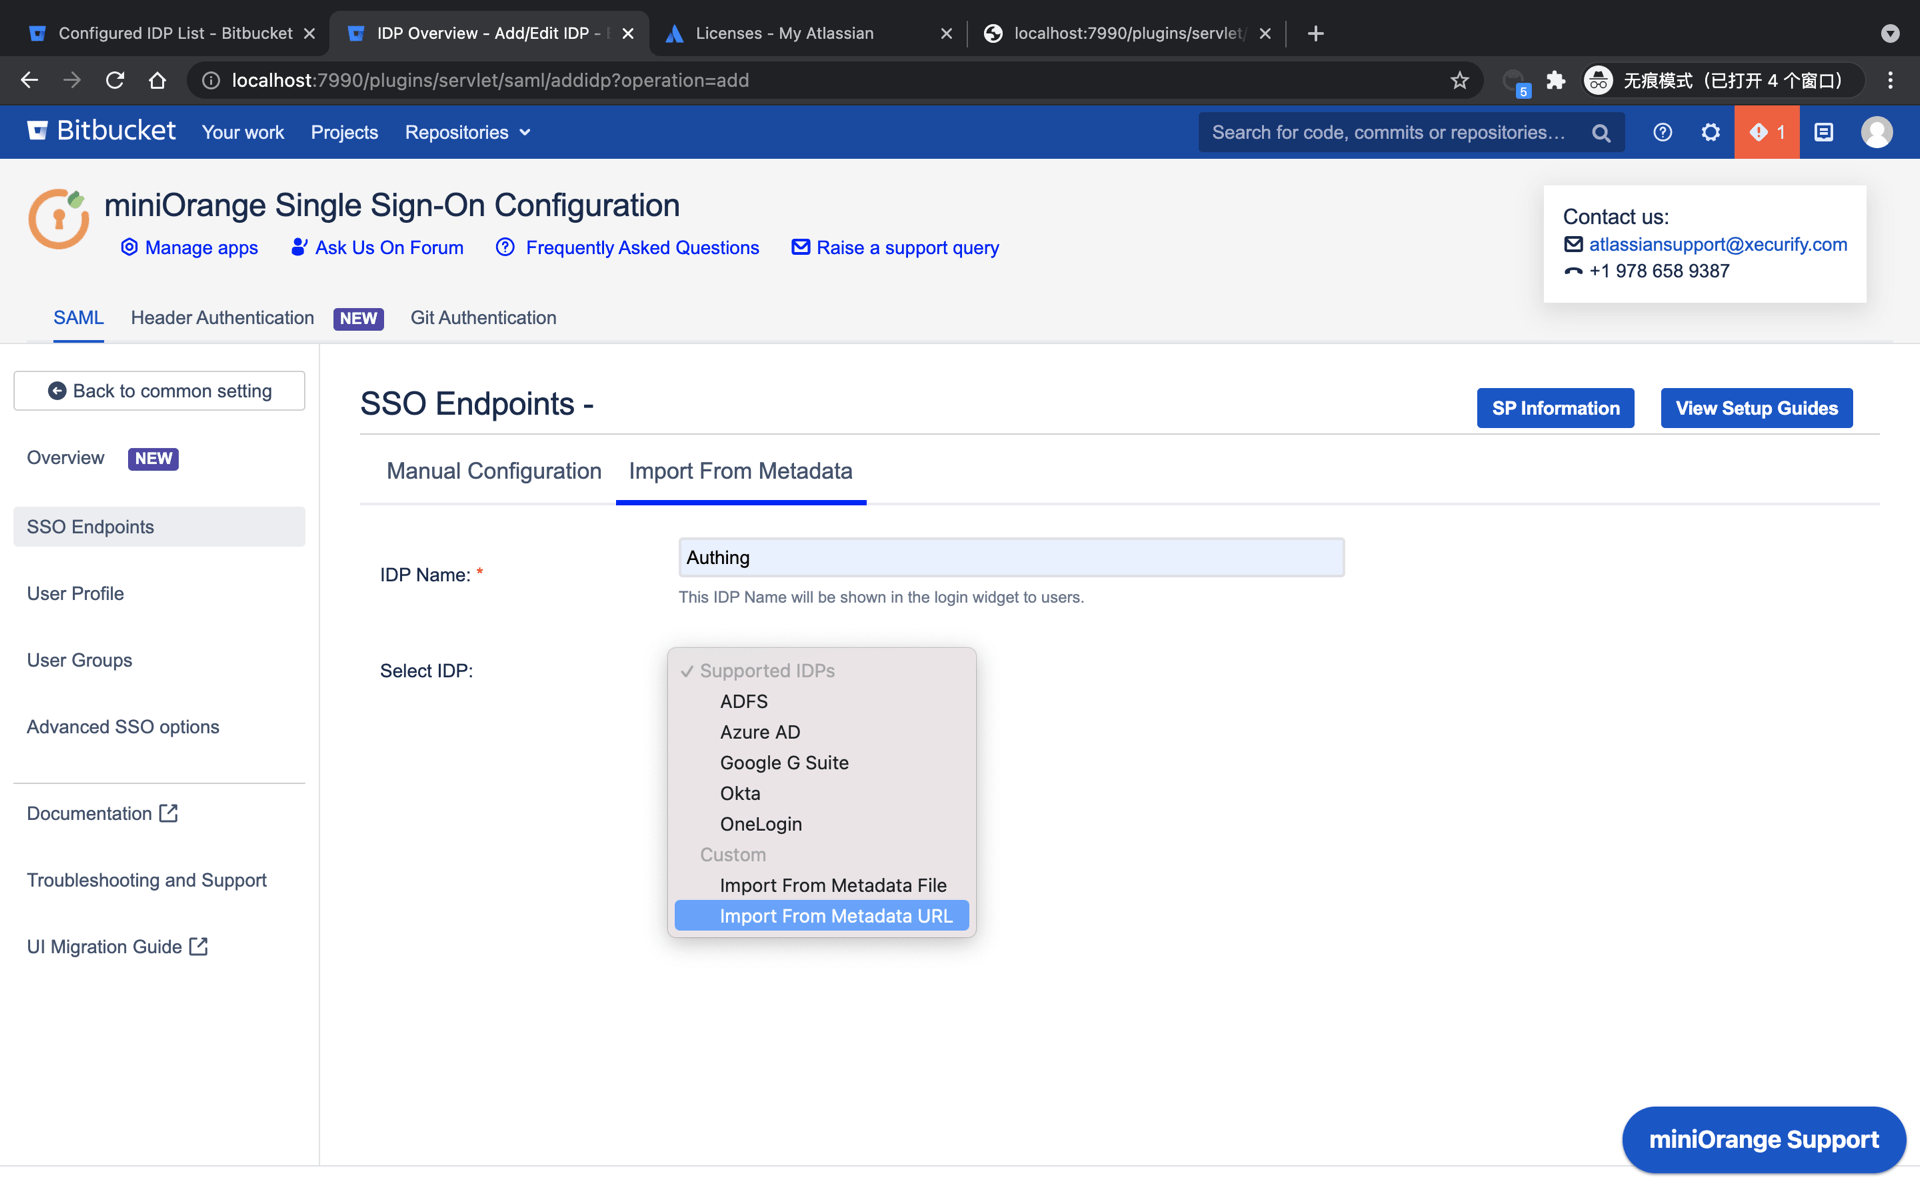 Configured IDP List - Bitbucket
IDP Overview - Add/Edit IDP -
Licenses - My Atlassian
localhost:7990/plugins/servlet/
localhost:7990/plugins/servlet/saml/addidp?operation=add
5
无痕模式（已打开 4 个窗口）
Bitbucket
Your work
Projects
Repositories
Search for code, commits or repositories...
1
miniOrange Single Sign-On Configuration
Manage apps
Ask Us On Forum
Frequently Asked Questions
Raise a support query
Contact us:
atlassiansupport@xecurify.com
+1 978 658 9387
SAML
Header Authentication
NEW
Git Authentication
Back to common setting
Overview
NEW
SSO Endpoints
User Profile
User Groups
Advanced SSO options
Documentation
Troubleshooting and Support
UI Migration Guide
SSO Endpoints -
SP Information
View Setup Guides
Manual Configuration
Import From Metadata
IDP Name: *
Authing
This IDP Name will be shown in the login widget to users.
Select IDP:
✓ Supported IDPs
ADFS
Azure AD
Google G Suite
Okta
OneLogin
Custom
Import From Metadata File
Import From Metadata URL
miniOrange Support